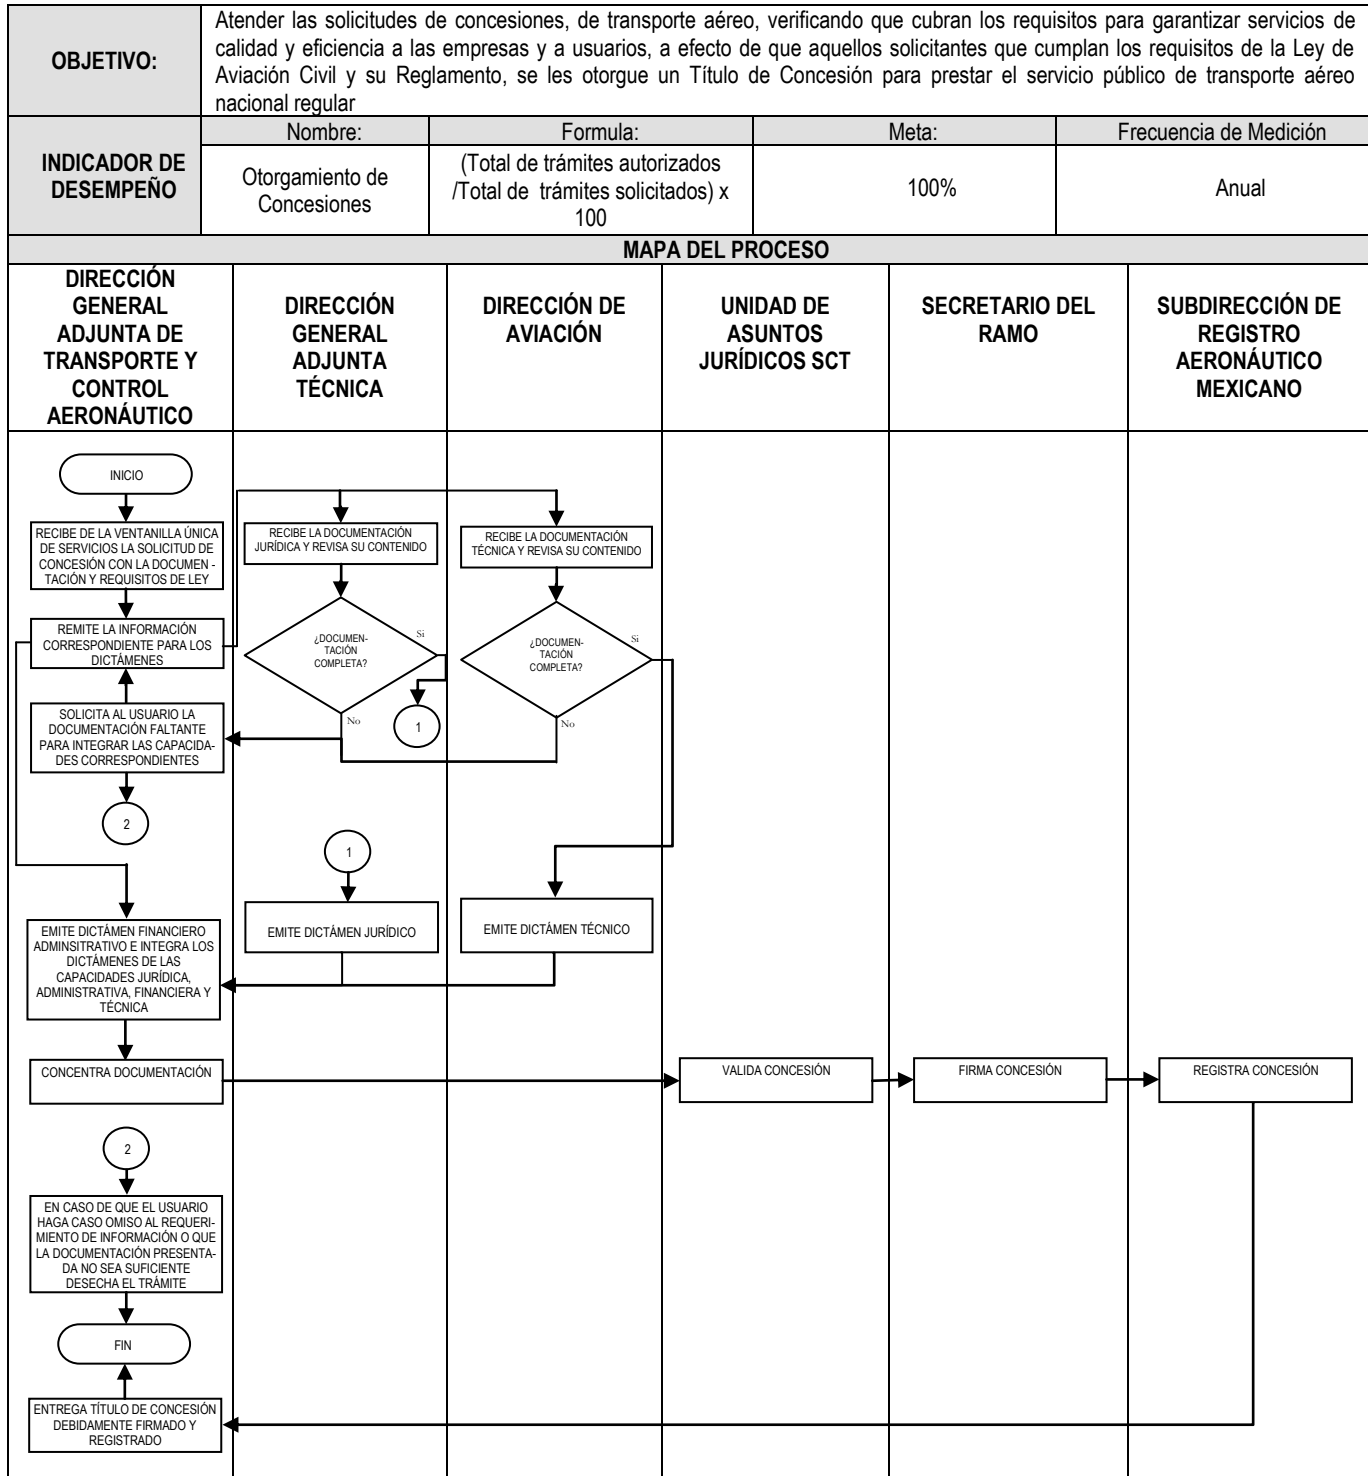 OBJETIVO:
Atender las solicitudes de concesiones, de transporte aéreo, verificando que cubran los requisitos para garantizar servicios de
calidad y eficiencia a las empresas y a usuarios, a efecto de que aquellos solicitantes que cumplan los requisitos de la Ley de
Aviación Civil y su Reglamento, se les otorgue un Título de Concesión para prestar el servicio público de transporte aéreo
nacional regular
INDICADOR DE
DESEMPEÑO
Nombre:
Formula:
Meta:
Frecuencia de Medición
Otorgamiento de
Concesiones
(Total de trámites autorizados
/Total de trámites solicitados) x
100
100%
Anual
MAPA DEL PROCESO
DIRECCIÓN
GENERAL
ADJUNTA DE
TRANSPORTE Y
CONTROL
AERONÁUTICO
DIRECCIÓN
GENERAL
ADJUNTA
TÉCNICA
DIRECCIÓN DE
AVIACIÓN
UNIDAD DE
ASUNTOS
JURÍDICOS SCT
SECRETARIO DEL
RAMO
SUBDIRECCIÓN DE
REGISTRO
AERONÁUTICO
MEXICANO
INICIO
RECIBE DE LA VENTANILLA ÚNICA
DE SERVICIOS LA SOLICITUD DE
CONCESIÓN CON LA DOCUMEN -
TACIÓN Y REQUISITOS DE LEY
RECIBE LA DOCUMENTACIÓN
JURÍDICA Y REVISA SU CONTENIDO
RECIBE LA DOCUMENTACIÓN
TÉCNICA Y REVISA SU CONTENIDO
REMITE LA INFORMACIÓN
CORRESPONDIENTE PARA LOS
DICTÁMENES
¿DOCUMEN-
TACIÓN
COMPLETA?
Si
No
1
¿DOCUMEN-
TACIÓN
COMPLETA?
Si
No
SOLICITA AL USUARIO LA
DOCUMENTACIÓN FALTANTE
PARA INTEGRAR LAS CAPACIDA-
DES CORRESPONDIENTES
2
1
EMITE DICTÁMEN FINANCIERO
ADMINSITRATIVO E INTEGRA LOS
DICTÁMENES DE LAS
CAPACIDADES JURÍDICA,
ADMINISTRATIVA, FINANCIERA Y
TÉCNICA
EMITE DICTÁMEN JURÍDICO
EMITE DICTÁMEN TÉCNICO
CONCENTRA DOCUMENTACIÓN
VALIDA CONCESIÓN
FIRMA CONCESIÓN
REGISTRA CONCESIÓN
2
EN CASO DE QUE EL USUARIO
HAGA CASO OMISO AL REQUERI-
MIENTO DE INFORMACIÓN O QUE
LA DOCUMENTACIÓN PRESENTA-
DA NO SEA SUFICIENTE
DESECHA EL TRÁMITE
FIN
ENTREGA TÍTULO DE CONCESIÓN
DEBIDAMENTE FIRMADO Y
REGISTRADO